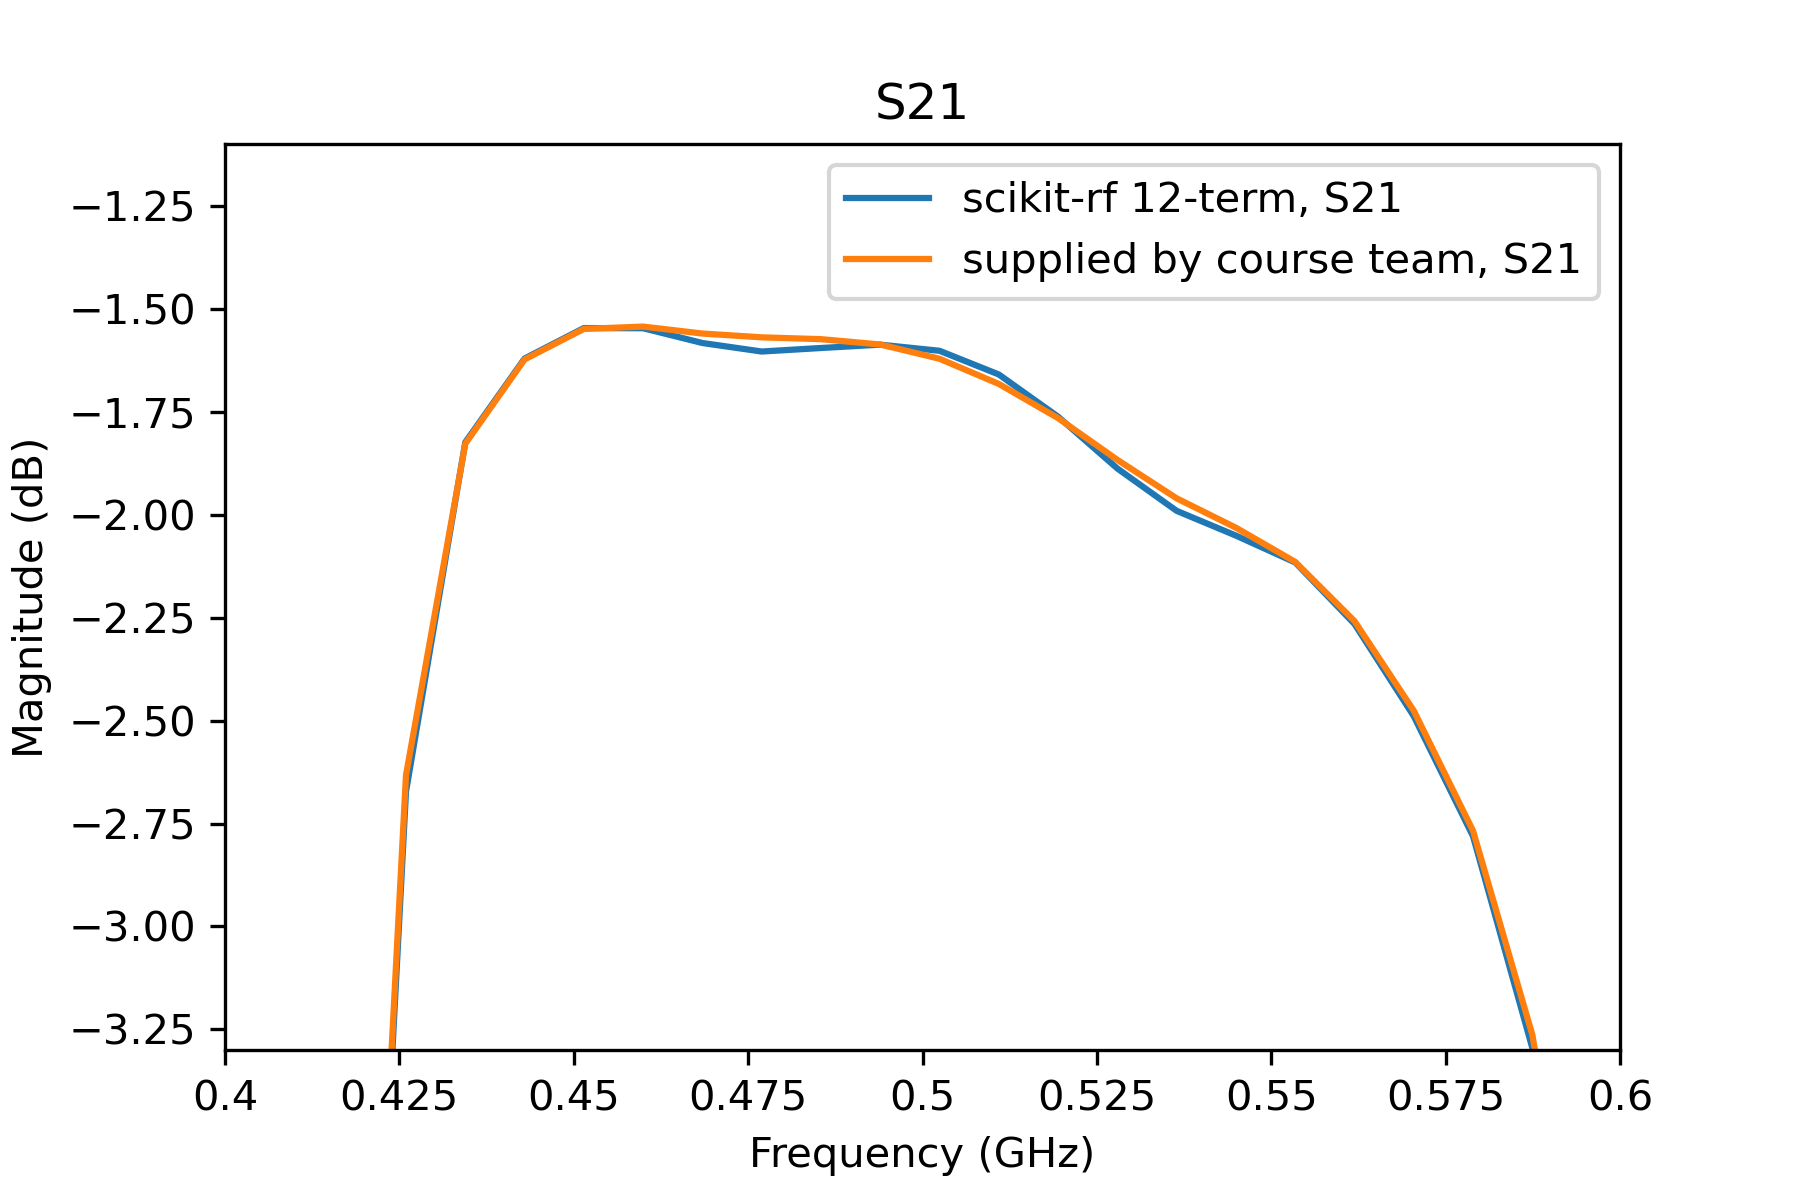 S21
scikit-rf 12-term, S21
supplied by course team, S21
−1.25
−1.50
−1.75
−2.00
−2.25
−2.50
−2.75
−3.00
−3.25
Magnitude (dB)
0.4 0.425 0.45 0.475 0.5 0.525 0.55 0.575 0.6
Frequency (GHz)